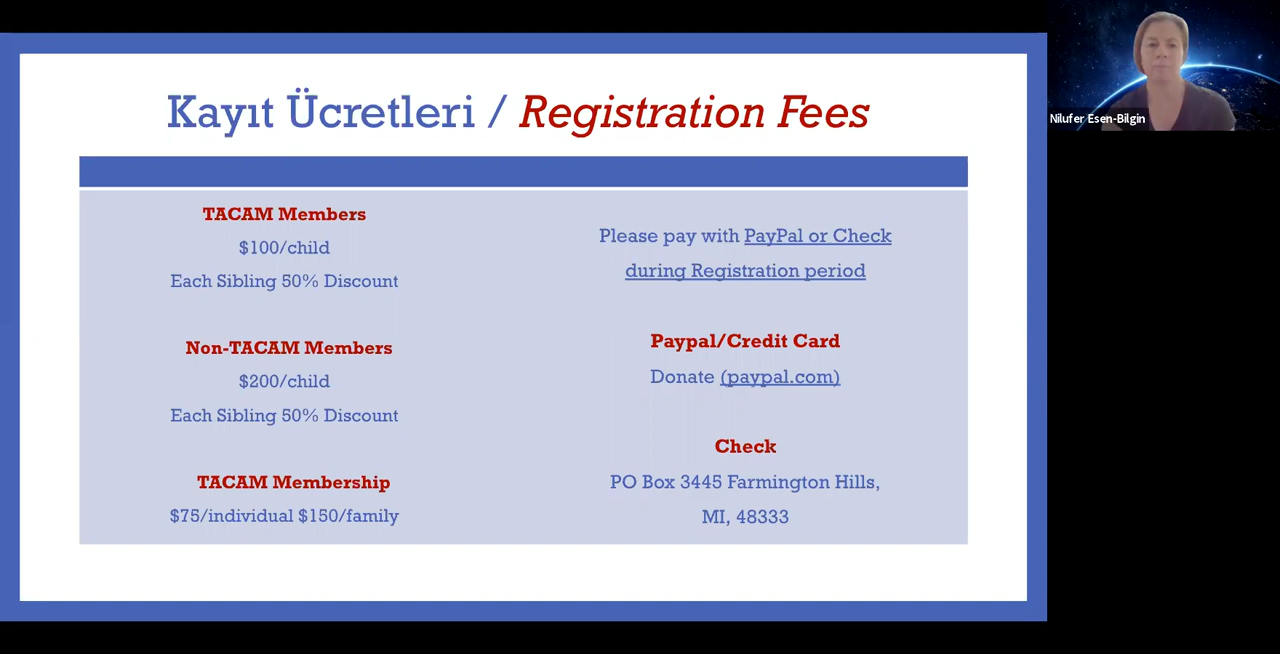 Kayıt Ücretleri / Registration Fees
TACAM Members
$100/child
Each Sibling 50% Discount
Non-TACAM Members
$200/child
Each Sibling 50% Discount
TACAM Membership
$75/individual $150/family
Please pay with PayPal or Check
during Registration period
Paypal/Credit Card
Donate (paypal.com)
Check
PO Box 3445 Farmington Hills,
MI, 48333
Nilufer Esen-Bilgin